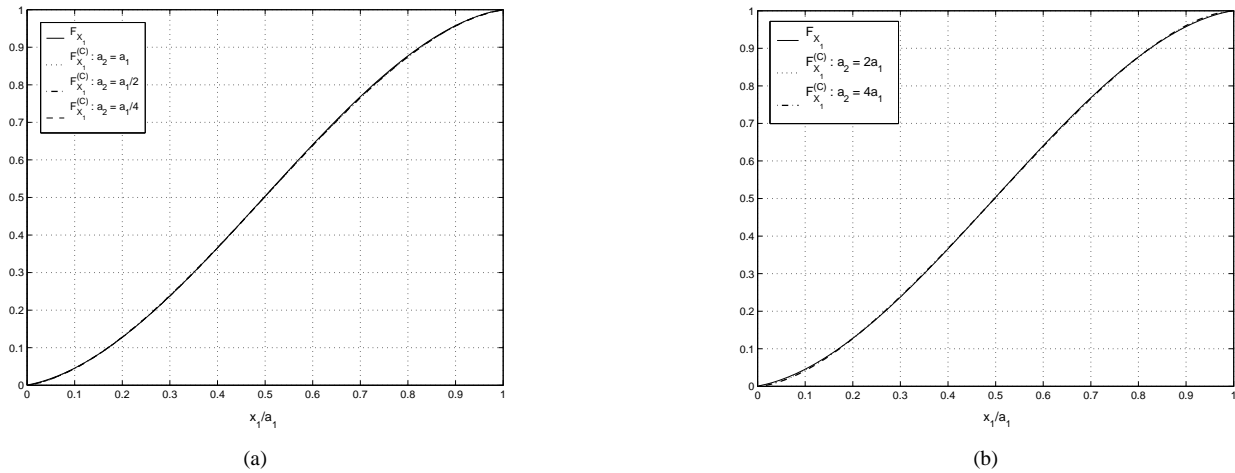 1
0.9
0.8
0.7
0.6
0.5
0.4
0.3
0.2
0.1
0
F_{X_1}
F_{X_1}^{(C)} : a_2 = a_1
F_{X_1}^{(C)} : a_2 = a_1/2
F_{X_1}^{(C)} : a_2 = a_1/4
0 0.1 0.2 0.3 0.4 0.5 0.6 0.7 0.8 0.9 1
x_1/a_1
(a)
1
0.9
0.8
0.7
0.6
0.5
0.4
0.3
0.2
0.1
0
F_{X_1}
F_{X_1}^{(C)} : a_2 = 2a_1
F_{X_1}^{(C)} : a_2 = 4a_1
0 0.1 0.2 0.3 0.4 0.5 0.6 0.7 0.8 0.9 1
x_1/a_1
(b)